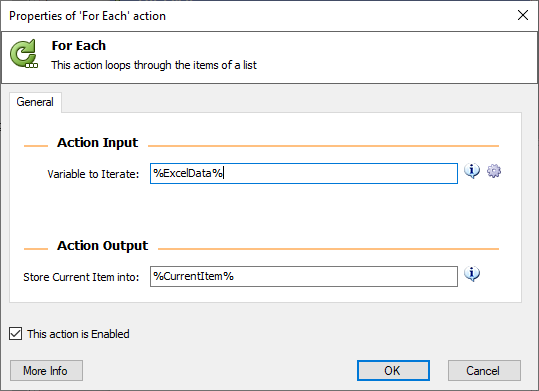 Properties of 'For Each' action
For Each
This action loops through the items of a list
General
Action Input
Variable to Iterate: %ExcelData%
Action Output
Store Current Item into: %CurrentItem%
This action is Enabled
More Info OK Cancel